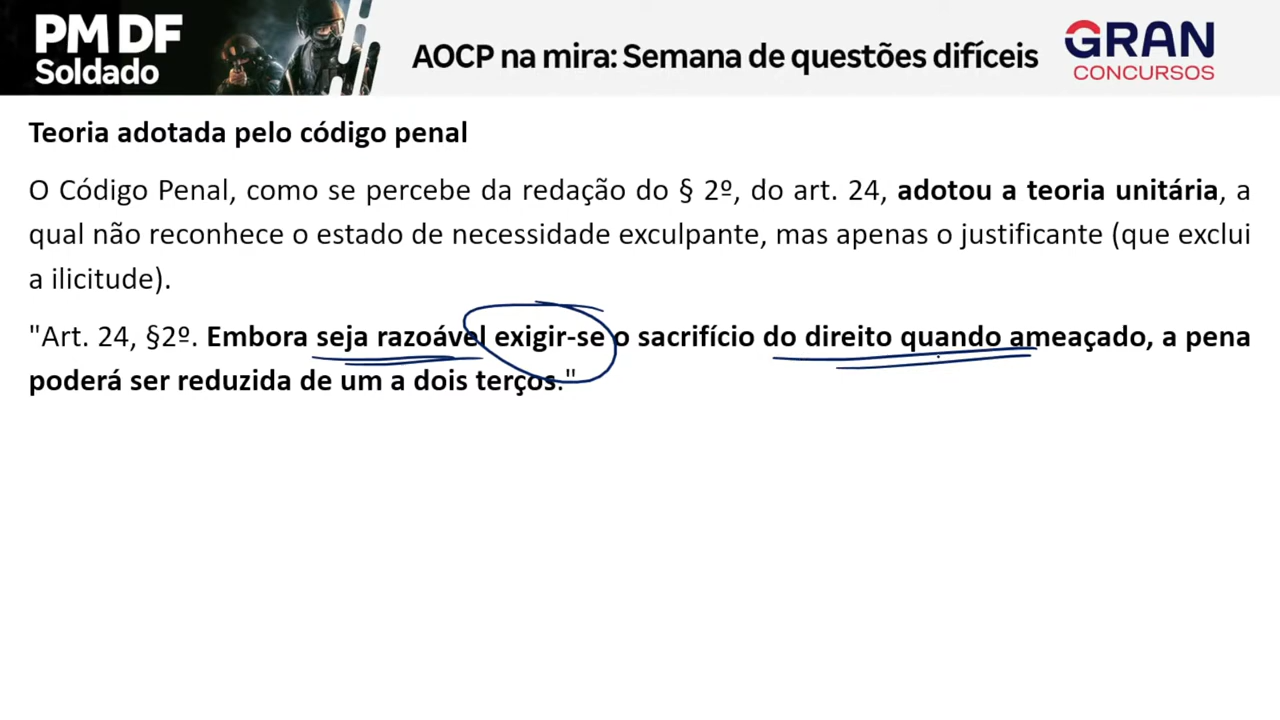 PM DF
Soldado
AOCP na mira: Semana de questões difíceis
GRAN
CONCURSOS
Teoria adotada pelo código penal
O Código Penal, como se percebe da redação do § 2º, do art. 24, adotou a teoria unitária, a
qual não reconhece o estado de necessidade exculpante, mas apenas o justificante (que exclui
a ilicitude).
"Art. 24, §2º. Embora seja razoável exigir-se o sacrifício do direito quando ameaçado, a pena
poderá ser reduzida de um a dois terços."